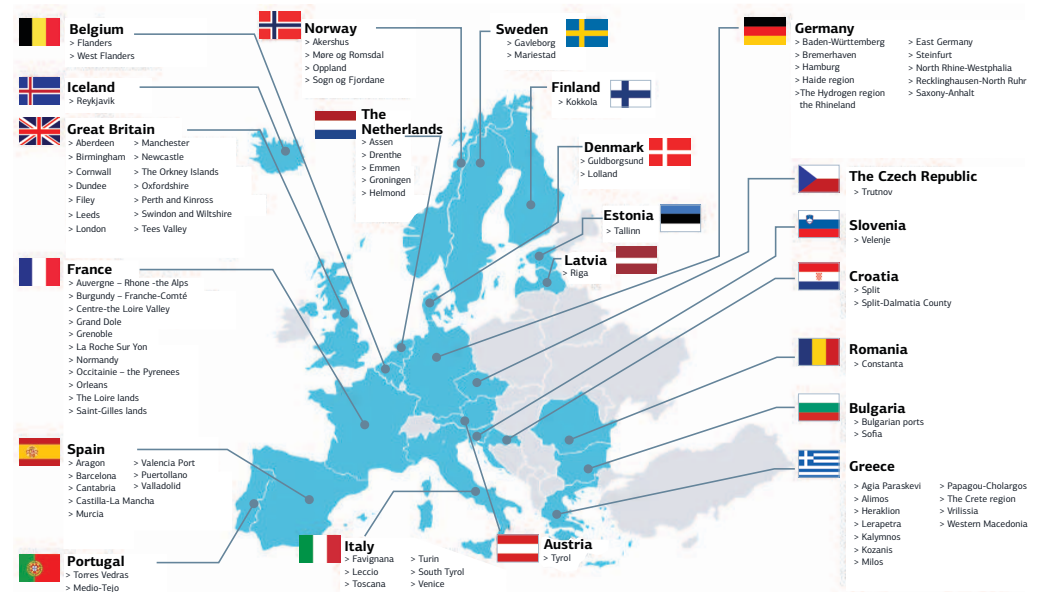 Belgium
> Flanders
> West Flanders
Iceland
> Reykjavik
Great Britain
> Aberdeen
> Birmingham
> Cornwall
> Dundee
> Filey
> Leeds
> London
> Manchester
> Newcastle
> The Orkney Islands
> Oxfordshire
> Perth and Kinross
> Swindon and Wiltshire
> Tees Valley
France
> Auvergne – Rhone -the Alps
> Burgundy – Franche-Comté
> Centre-the Loire Valley
> Grand Dole
> Grenoble
> La Roche Sur Yon
> Normandy
> Occitainie – the Pyrenees
> Orleans
> The Loire lands
> Saint-Gilles lands
Spain
> Aragon
> Barcelona
> Cantabria
> Castilla-La Mancha
> Murcia
> Valencia Port
> Puertollano
> Valladolid
Portugal
> Torres Vedras
> Medio-Tejo
Norway
> Akershus
> Møre og Romsdal
> Oppland
> Sogn og Fjordane
The
Netherlands
> Assen
> Drenthe
> Emmen
> Groningen
> Helmond
Sweden
> Gavleborg
> Mariestad
Finland
> Kokkola
Denmark
> Guldborgsund
> Lolland
Estonia
> Tallinn
Latvia
> Riga
Italy
> Favignana
> Leccio
> Toscana
> Turin
> South Tyrol
> Venice
Austria
> Tyrol
Germany
> Baden-Württemberg
> Bremerhaven
> Hamburg
> Haide region
>The Hydrogen region
the Rhineland
> East Germany
> Steinfurt
> North Rhine-Westphalia
> Recklinghausen-North Ruhr
> Saxony-Anhalt
The Czech Republic
> Trutnov
Slovenia
> Velenje
Croatia
> Split
> Split-Dalmatia County
Romania
> Constanta
Bulgaria
> Bulgarian ports
> Sofia
Greece
> Agia Paraskevi
> Alimos
> Heraklion
> Lerapetra
> Kalymnos
> Kozanis
> Milos
> Papagou-Cholargos
> The Crete region
> Vrilissia
> Western Macedonia